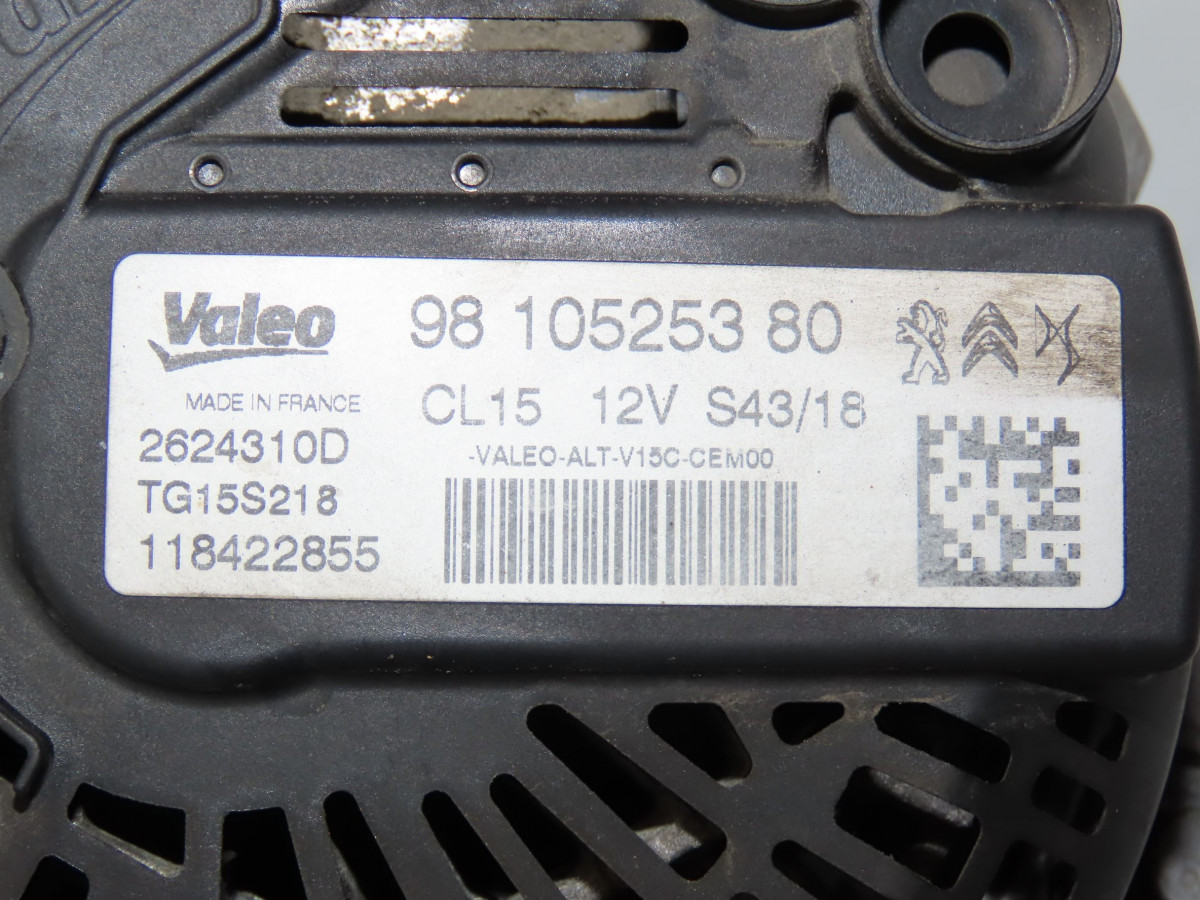 Valeo
98 105253 80
MADE IN FRANCE
CL15 12V S43/18
2624310D
-VALEO-ALT-V15C-CEM00
TG15S218
118422855